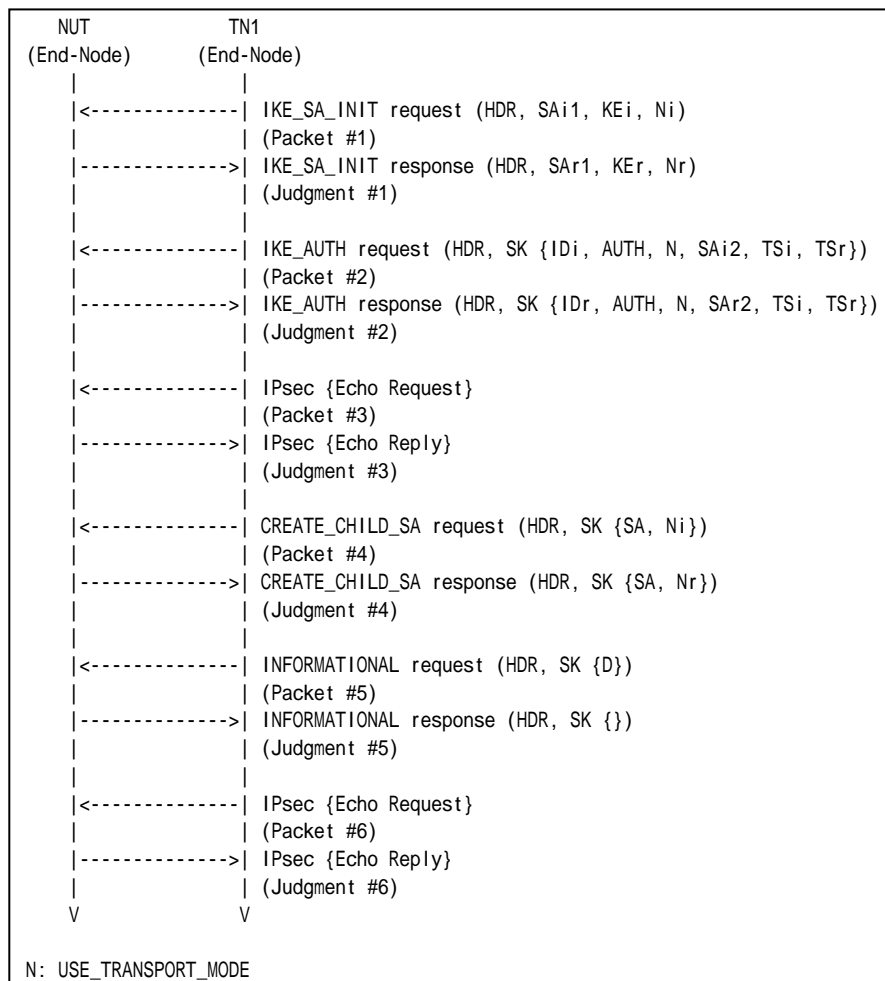 NUT TN1
(End-Node) (End-Node)
| |
|<--------------| IKE_SA_INIT request (HDR, SAi1, KEi, Ni)
| | (Packet #1)
|-------------->| IKE_SA_INIT response (HDR, SAr1, KEr, Nr)
| | (Judgment #1)
| |
|<--------------| IKE_AUTH request (HDR, SK {IDi, AUTH, N, SAi2, TSi, TSr})
| | (Packet #2)
|-------------->| IKE_AUTH response (HDR, SK {IDr, AUTH, N, SAr2, TSi, TSr})
| | (Judgment #2)
| |
|<--------------| IPsec {Echo Request}
| | (Packet #3)
|-------------->| IPsec {Echo Reply}
| | (Judgment #3)
| |
|<--------------| CREATE_CHILD_SA request (HDR, SK {SA, Ni})
| | (Packet #4)
|-------------->| CREATE_CHILD_SA response (HDR, SK {SA, Nr})
| | (Judgment #4)
| |
|<--------------| INFORMATIONAL request (HDR, SK {D})
| | (Packet #5)
|-------------->| INFORMATIONAL response (HDR, SK {})
| | (Judgment #5)
| |
|<--------------| IPsec {Echo Request}
| | (Packet #6)
|-------------->| IPsec {Echo Reply}
| | (Judgment #6)
V V
N: USE_TRANSPORT_MODE